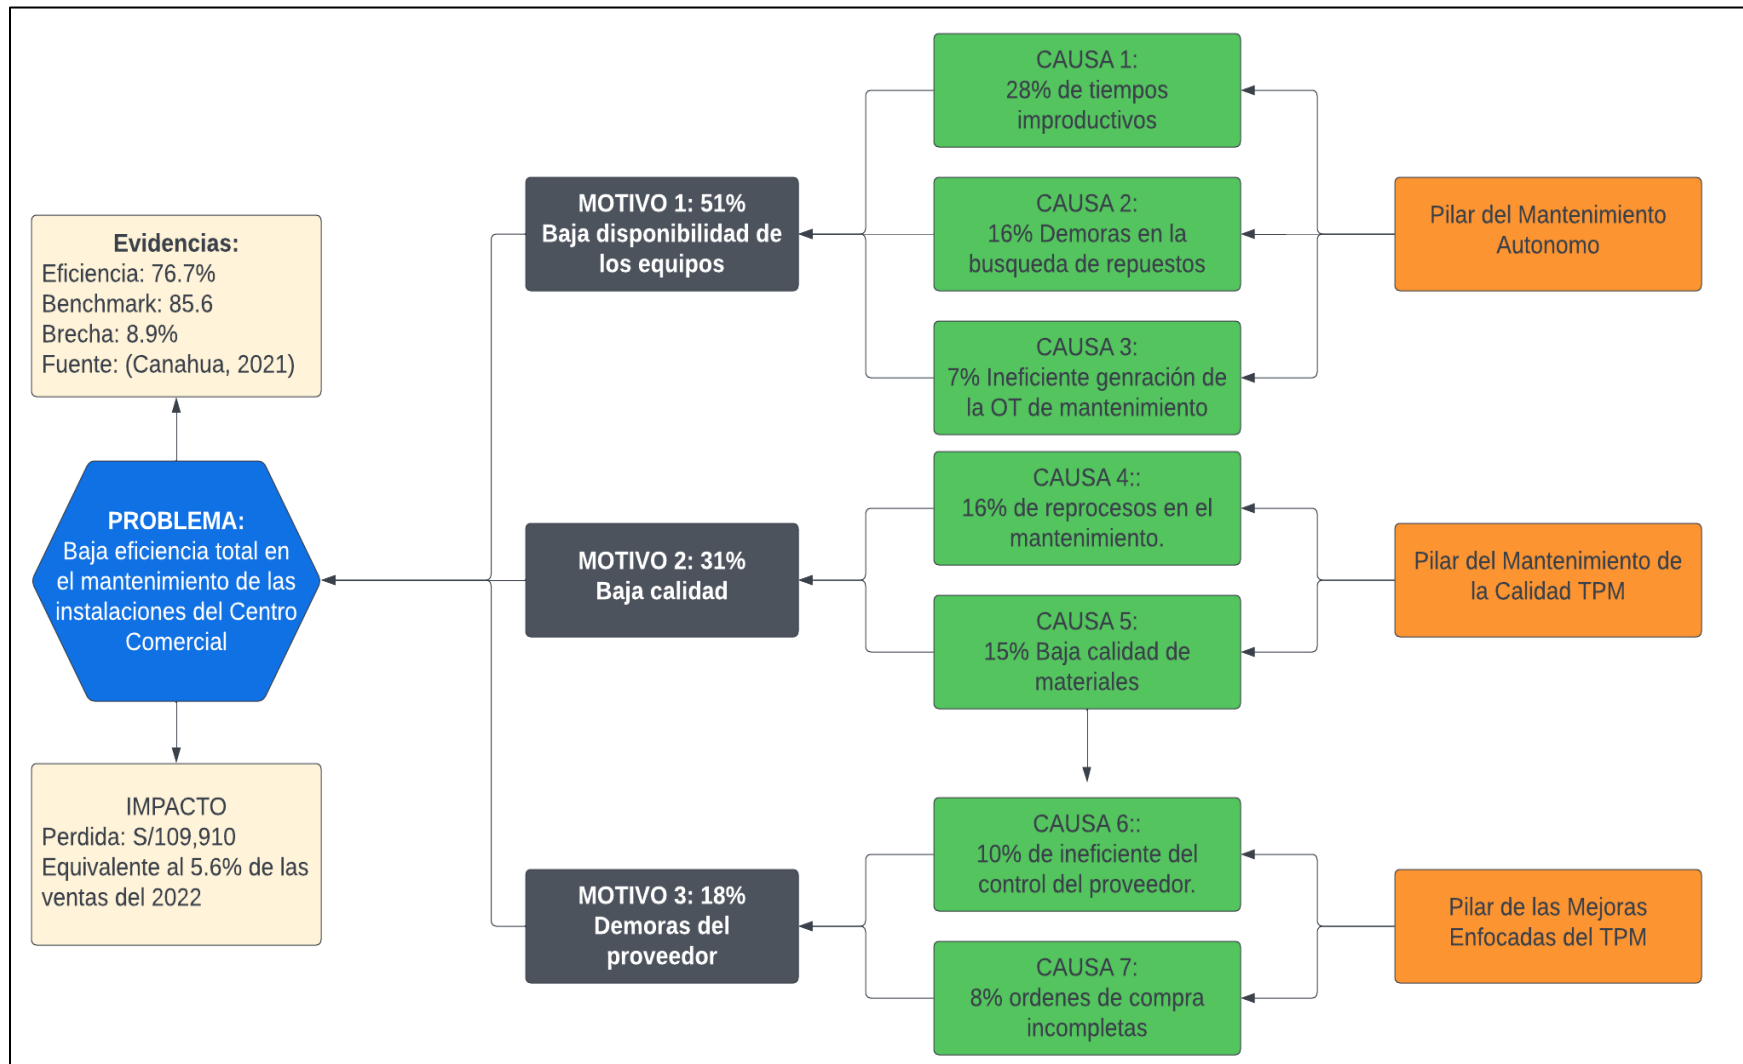 Evidencias:
Eficiencia: 76.7%
Benchmark: 85.6
Brecha: 8.9%
Fuente: (Canahua, 2021)
PROBLEMA:
Baja eficiencia total en
el mantenimiento de las
instalaciones del Centro
Comercial
IMPACTO
Perdida: S/109,910
Equivalente al 5.6% de las
ventas del 2022
MOTIVO 1: 51%
Baja disponibilidad de
los equipos
MOTIVO 2: 31%
Baja calidad
MOTIVO 3: 18%
Demoras del
proveedor
CAUSA 1:
28% de tiempos
improductivos
CAUSA 2:
16% Demoras en la
busqueda de repuestos
CAUSA 3:
7% Ineficiente genración de
la OT de mantenimiento
CAUSA 4::
16% de reprocesos en el
mantenimiento.
CAUSA 5:
15% Baja calidad de
materiales
CAUSA 6::
10% de ineficiente del
control del proveedor.
CAUSA 7:
8% ordenes de compra
incompletas
Pilar del Mantenimiento
Autonomo
Pilar del Mantenimiento de
la Calidad TPM
Pilar de las Mejoras
Enfocadas del TPM